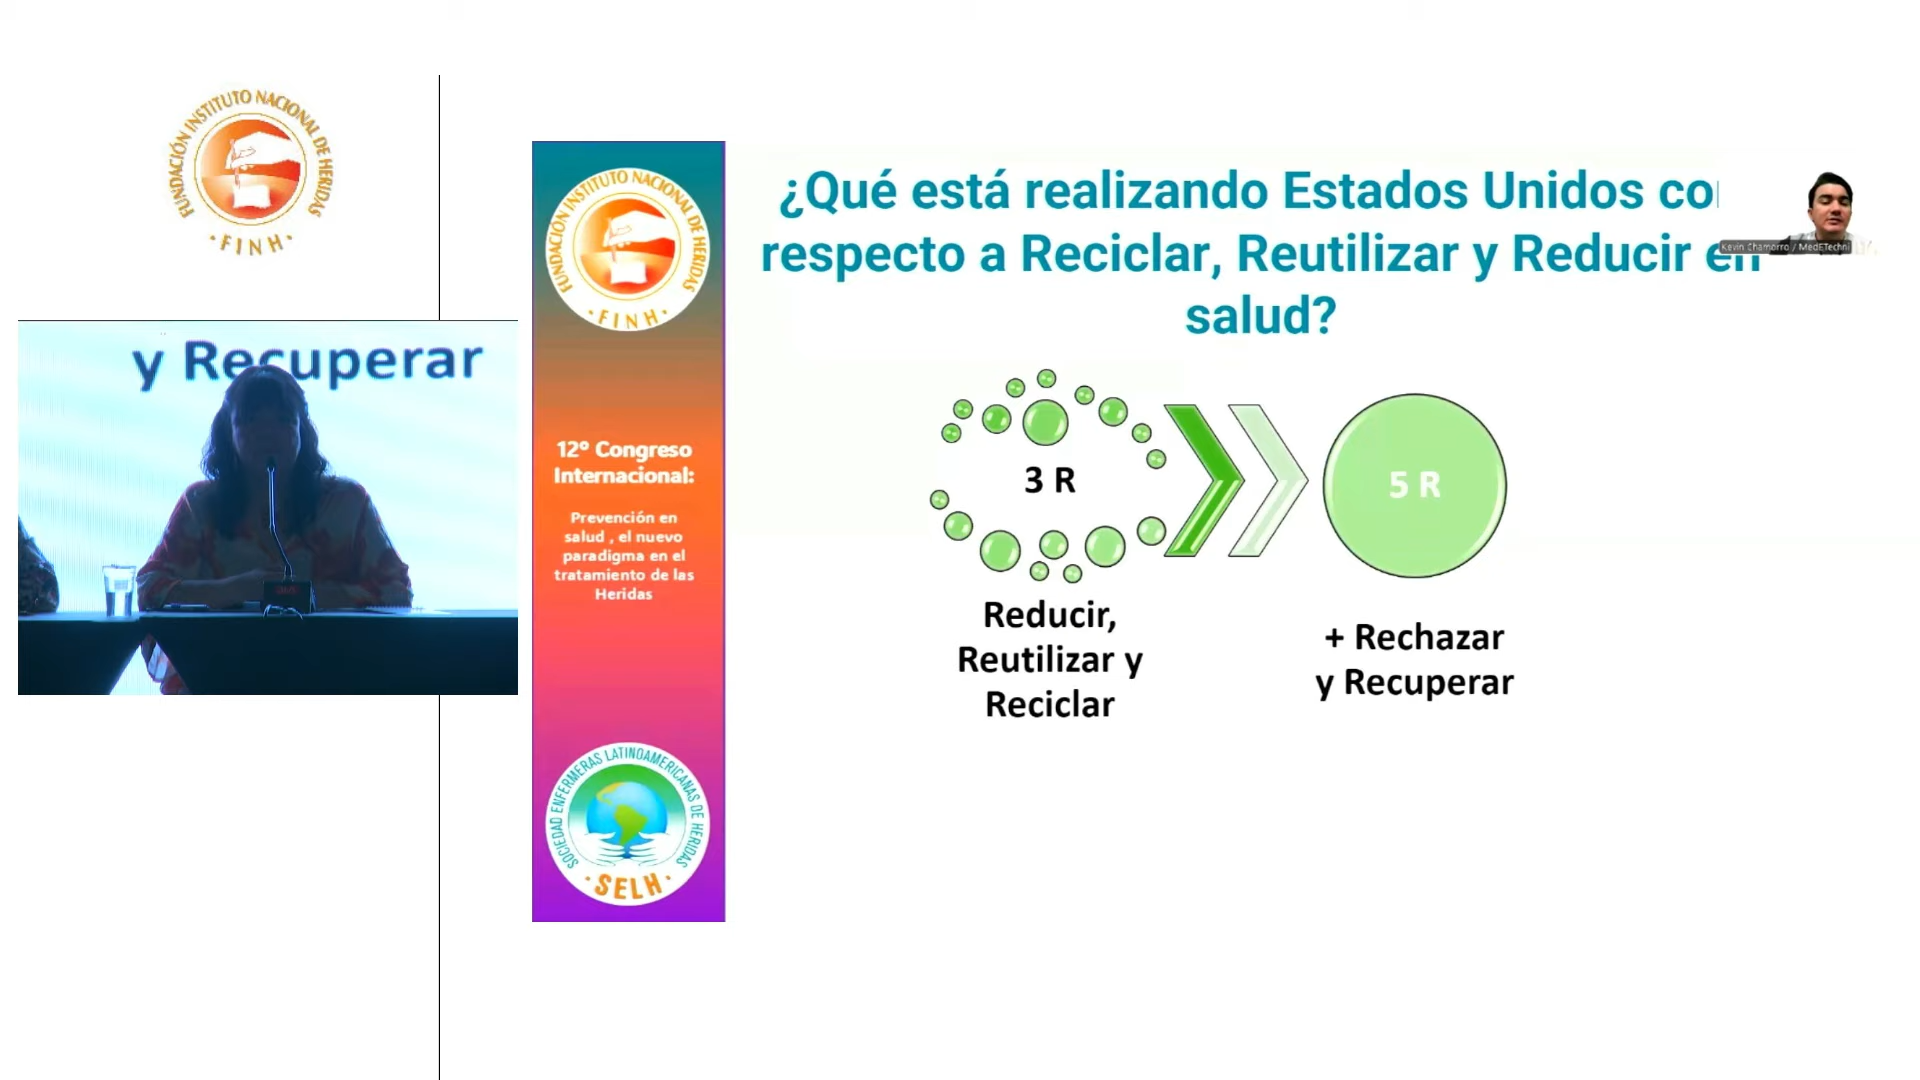 FUNDACIÓN INSTITUTO NACIONAL DE HERIDAS
·FINH·
y Recuperar
FUNDACIÓN INSTITUTO NACIONAL DE HERIDAS
·FINH·
12º Congreso
Internacional:
Prevención en
salud , el nuevo
paradigma en el
tratamiento de las
Heridas
SOCIEDAD ENFERMERAS LATINOAMERICANAS DE HERIDAS
·SELH·
¿Qué está realizando Estados Unidos co
respecto a Reciclar, Reutilizar y Reducir en
salud?
Kevin Chamorro / MedETechni
3 R
5 R
Reducir,
Reutilizar y
Reciclar
+ Rechazar
y Recuperar